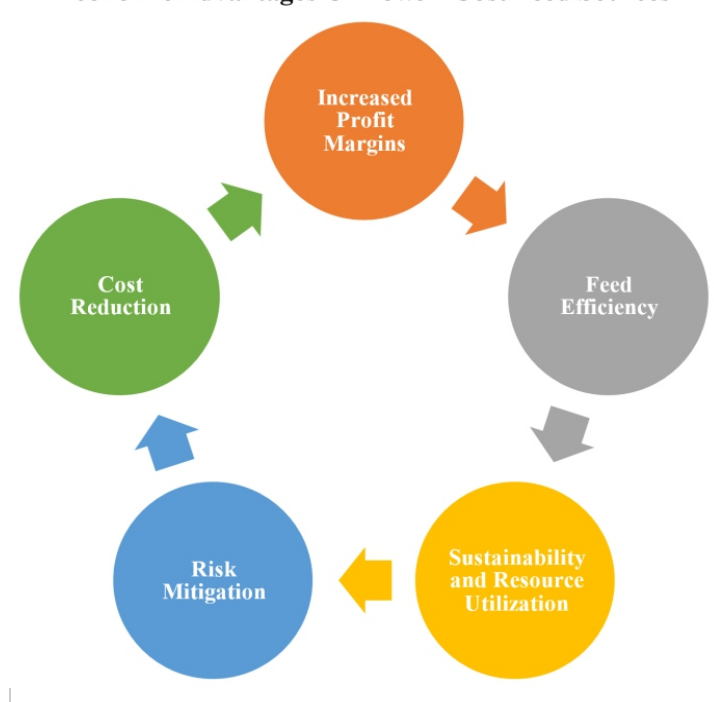 Increased
Profit
Margins
Cost
Reduction
Feed
Efficiency
Risk
Mitigation
Sustainability
and Resource
Utilization